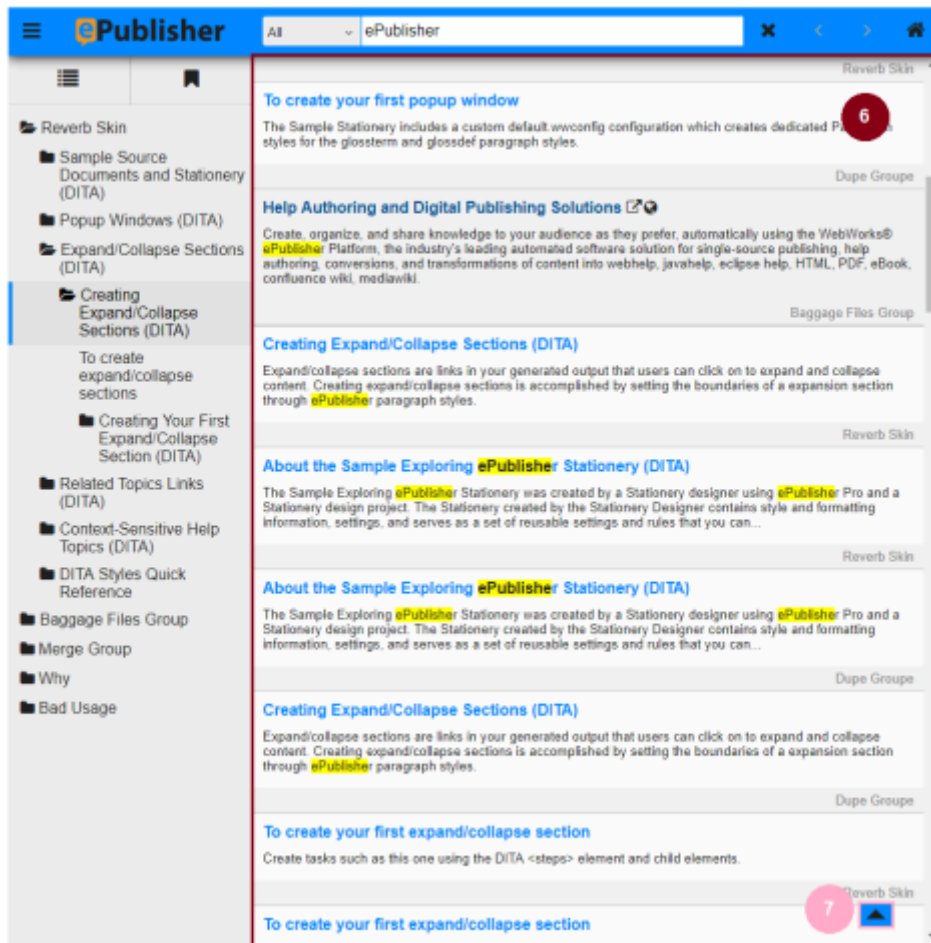 ePublisher
All
ePublisher
Reverb Skin
Sample Source
Documents and Stationery
(DITA)
Popup Windows (DITA)
Expand/Collapse Sections
(DITA)
Creating
Expand/Collapse
Sections (DITA)
To create
expand/collapse
sections
Creating Your First
Expand/Collapse
Section (DITA)
Related Topics Links
(DITA)
Context-Sensitive Help
Topics (DITA)
DITA Styles Quick
Reference
Baggage Files Group
Merge Group
Why
Bad Usage
Reverb Skin
To create your first popup window
6
The Sample Stationery includes a custom default.wwconfig configuration which creates dedicated
styles for the glossterm and glossdef paragraph styles.
Dupe Groupe
Help Authoring and Digital Publishing Solutions
Create, organize, and share knowledge to your audience as they prefer, automatically using the WebWorks®
ePublisher Platform, the industry's leading automated software solution for single-source publishing, help
authoring, conversions, and transformations of content into webhelp, javahelp, eclipse help, HTML, PDF, eBook,
confluence wiki, mediawiki.
Baggage Files Group
Creating Expand/Collapse Sections (DITA)
Expand/collapse sections are links in your generated output that users can click on to expand and collapse
content. Creating expand/collapse sections is accomplished by setting the boundaries of a expansion section
through ePublisher paragraph styles.
Reverb Skin
About the Sample Exploring ePublisher Stationery (DITA)
The Sample Exploring ePublisher Stationery was created by a Stationery designer using ePublisher Pro and a
Stationery design project. The Stationery created by the Stationery Designer contains style and formatting
information, settings, and serves as a set of reusable settings and rules that you can...
Reverb Skin
About the Sample Exploring ePublisher Stationery (DITA)
The Sample Exploring ePublisher Stationery was created by a Stationery designer using ePublisher Pro and a
Stationery design project. The Stationery created by the Stationery Designer contains style and formatting
information, settings, and serves as a set of reusable settings and rules that you can...
Dupe Groupe
Creating Expand/Collapse Sections (DITA)
Expand/collapse sections are links in your generated output that users can click on to expand and collapse
content. Creating expand/collapse sections is accomplished by setting the boundaries of a expansion section
through ePublisher paragraph styles.
Dupe Groupe
To create your first expand/collapse section
Create tasks such as this one using the DITA <steps> element and child elements.
Reverb Skin
7
To create your first expand/collapse section